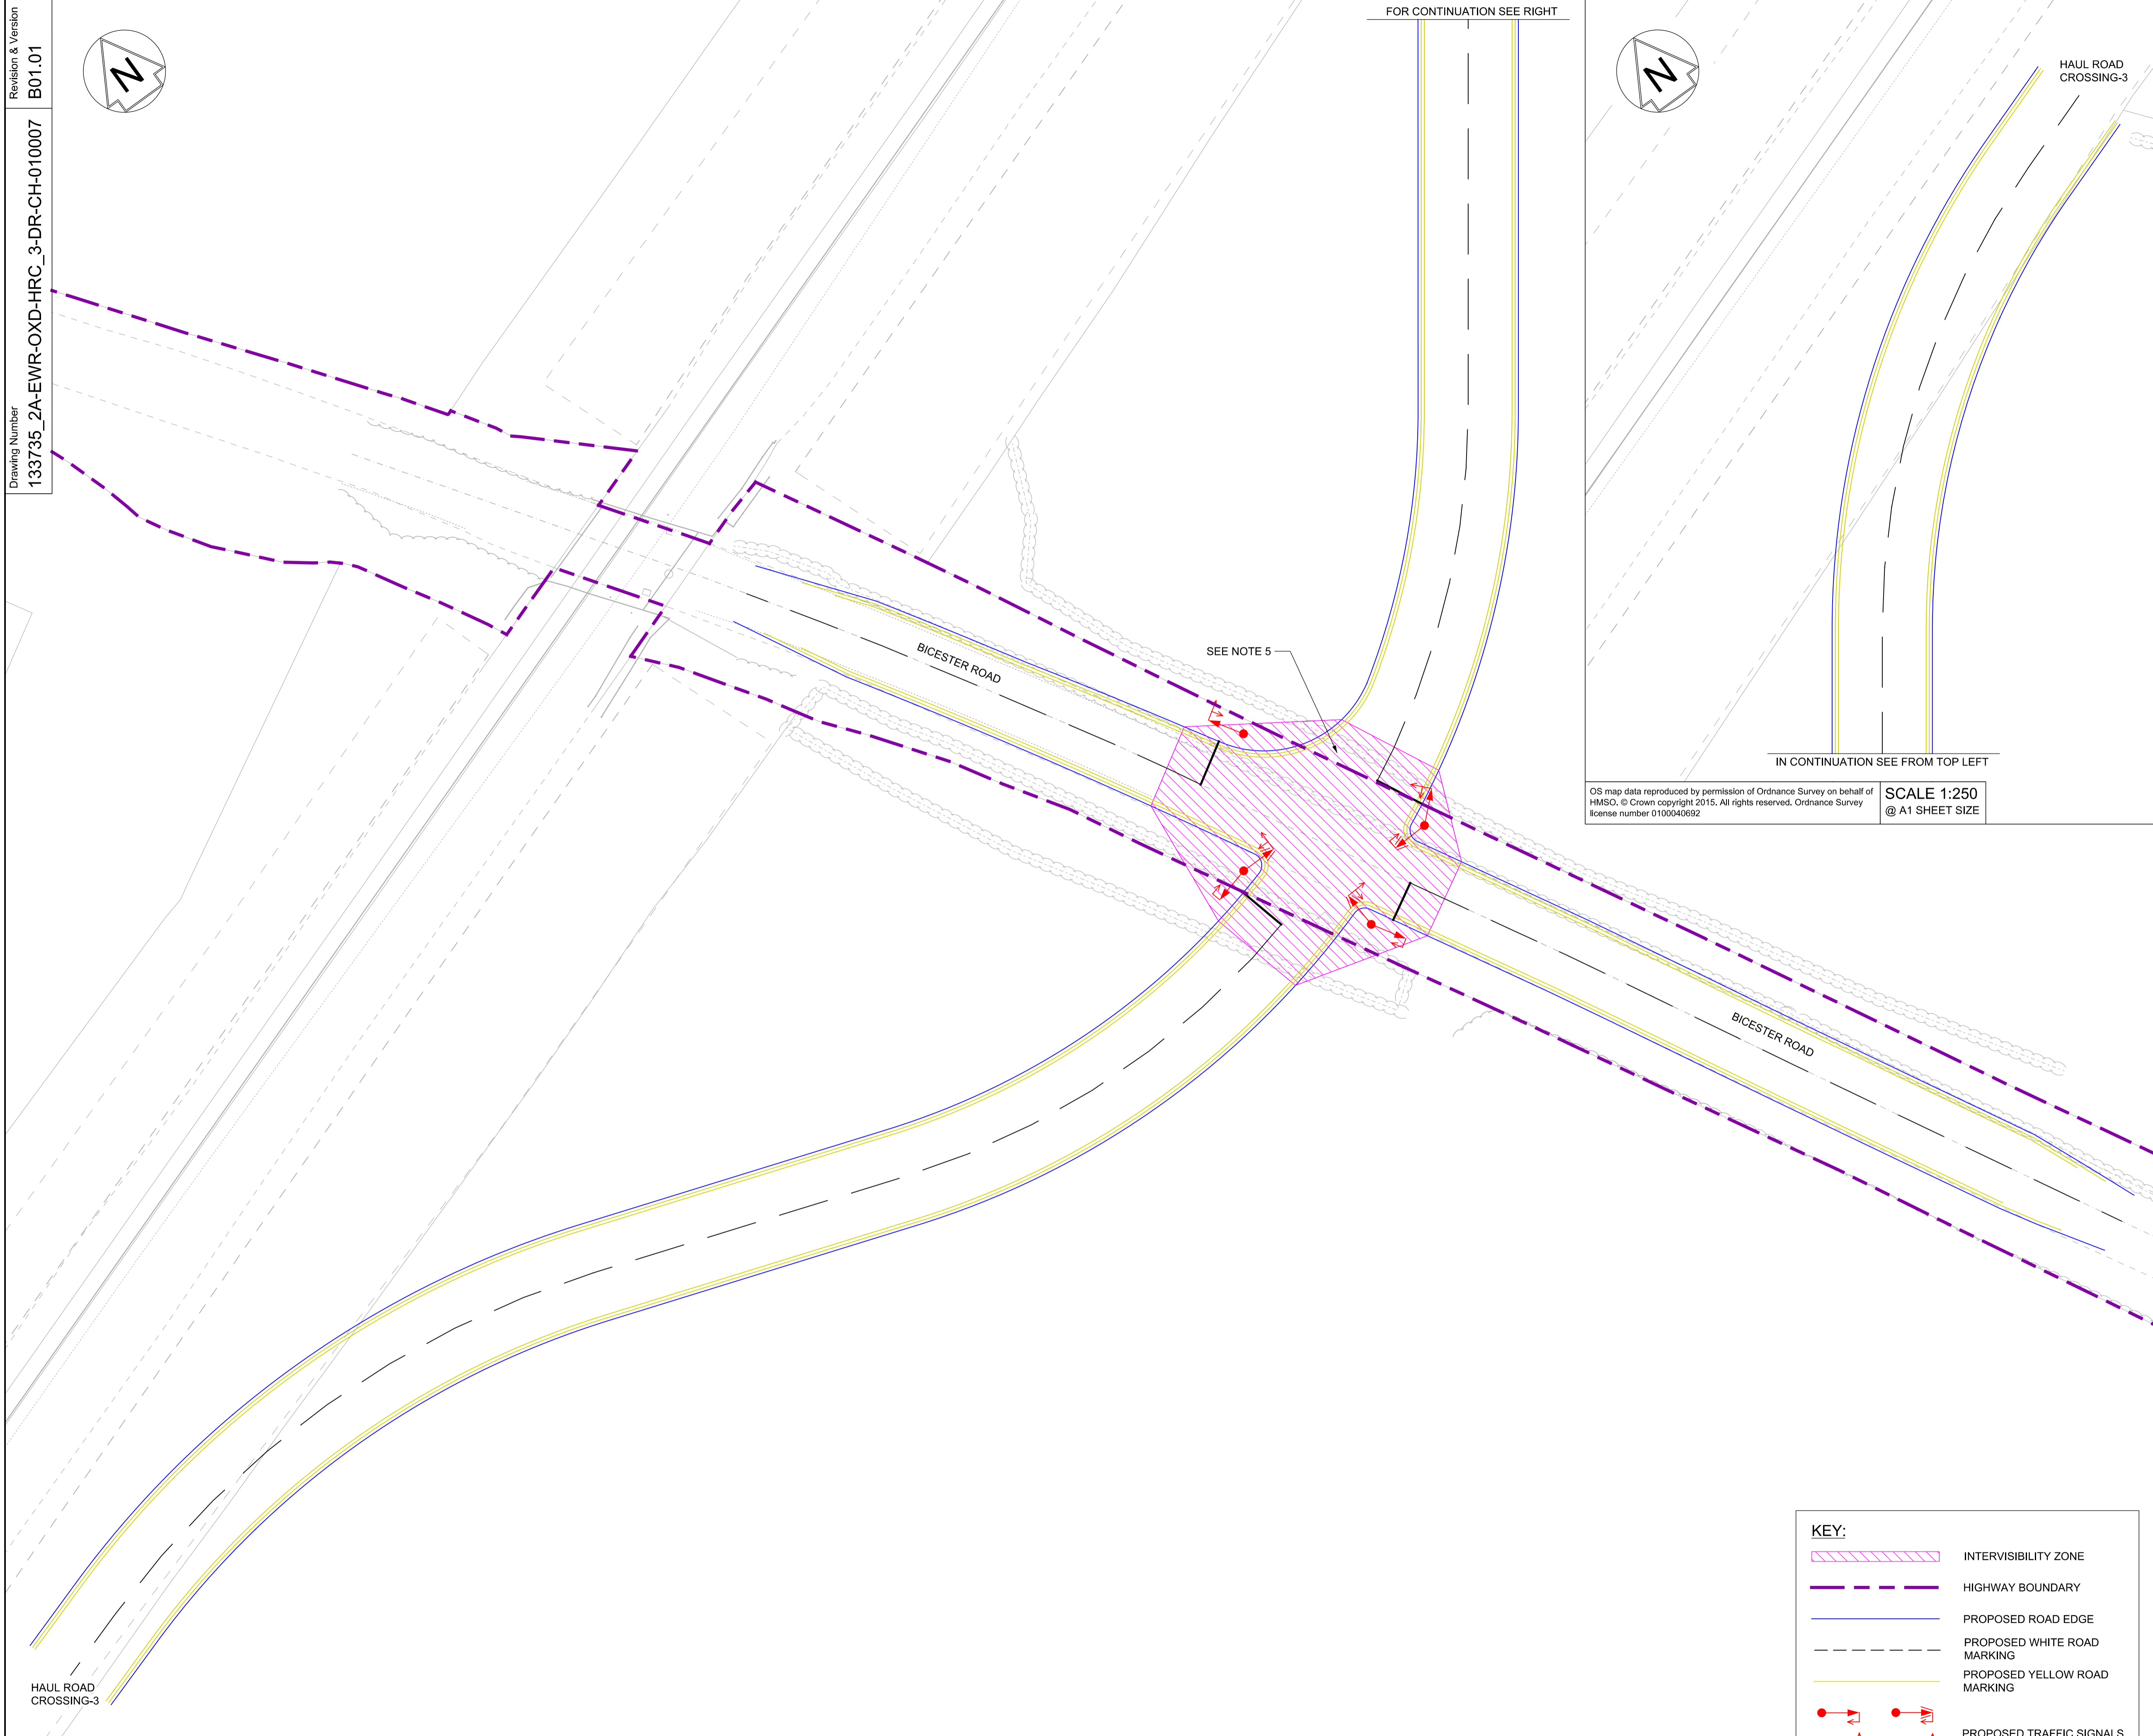 Revision & Version
B01.01
Drawing Number
133735_2A-EWR-OXD-HRC_3-DR-CH-010007
N
FOR CONTINUATION SEE RIGHT
N
HAUL ROAD
CROSSING-3
BICESTER ROAD
SEE NOTE 5
IN CONTINUATION SEE FROM TOP LEFT
OS map data reproduced by permission of Ordnance Survey on behalf of
HMSO. © Crown copyright 2015. All rights reserved. Ordnance Survey
license number 0100040692
SCALE 1:250
@ A1 SHEET SIZE
BICESTER ROAD
HAUL ROAD
CROSSING-3
KEY:
INTERVISIBILITY ZONE
HIGHWAY BOUNDARY
PROPOSED ROAD EDGE
PROPOSED WHITE ROAD
MARKING
PROPOSED YELLOW ROAD
MARKING
PROPOSED TRAFFIC SIGNALS